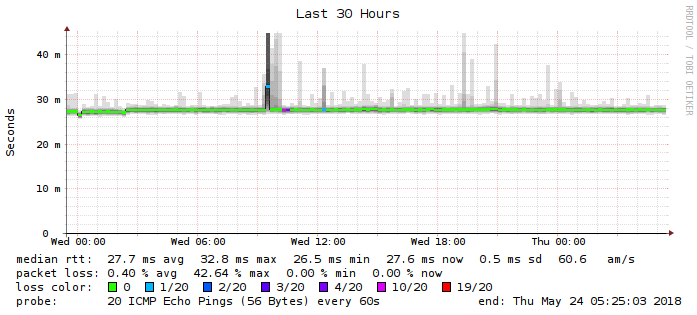 Last 30 Hours
RRDTOOL / TOBI OETIKER
Seconds
40 m
30 m
20 m
10 m
0
Wed 00:00 Wed 06:00 Wed 12:00 Wed 18:00 Thu 00:00
median rtt: 27.7 ms avg 32.8 ms max 26.5 ms min 27.6 ms now 0.5 ms sd 60.6 am/s
packet loss: 0.40 % avg 42.64 % max 0.00 % min 0.00 % now
loss color: 0 1/20 2/20 3/20 4/20 10/20 19/20
probe: 20 ICMP Echo Pings (56 Bytes) every 60s end: Thu May 24 05:25:03 2018